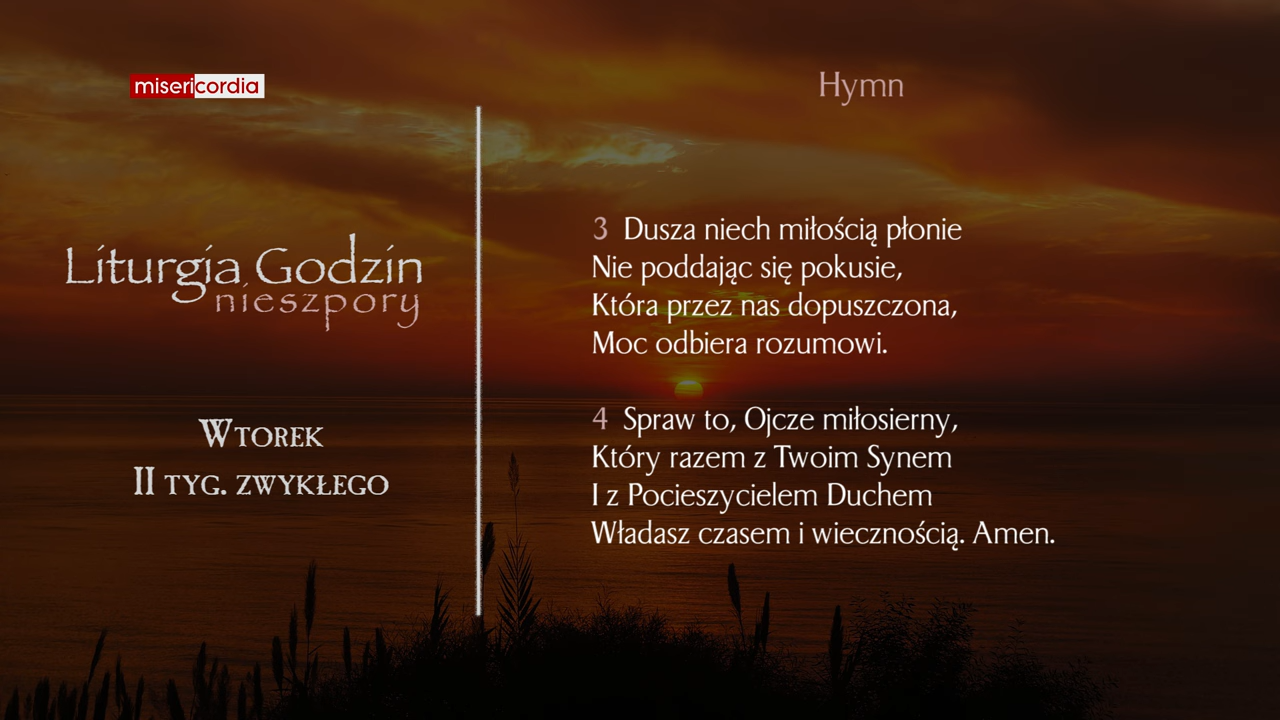 misericordia
Liturgia Godzin
nieszpory
Wtorek
II tyg. zwykłego
Hymn
3 Dusza niech miłością płonie
Nie poddając się pokusie,
Która przez nas dopuszczona,
Moc odbiera rozumowi.
4 Spraw to, Ojcze miłosierny,
Który razem z Twoim Synem
I z Pocieszycielem Duchem
Władasz czasem i wiecznością. Amen.